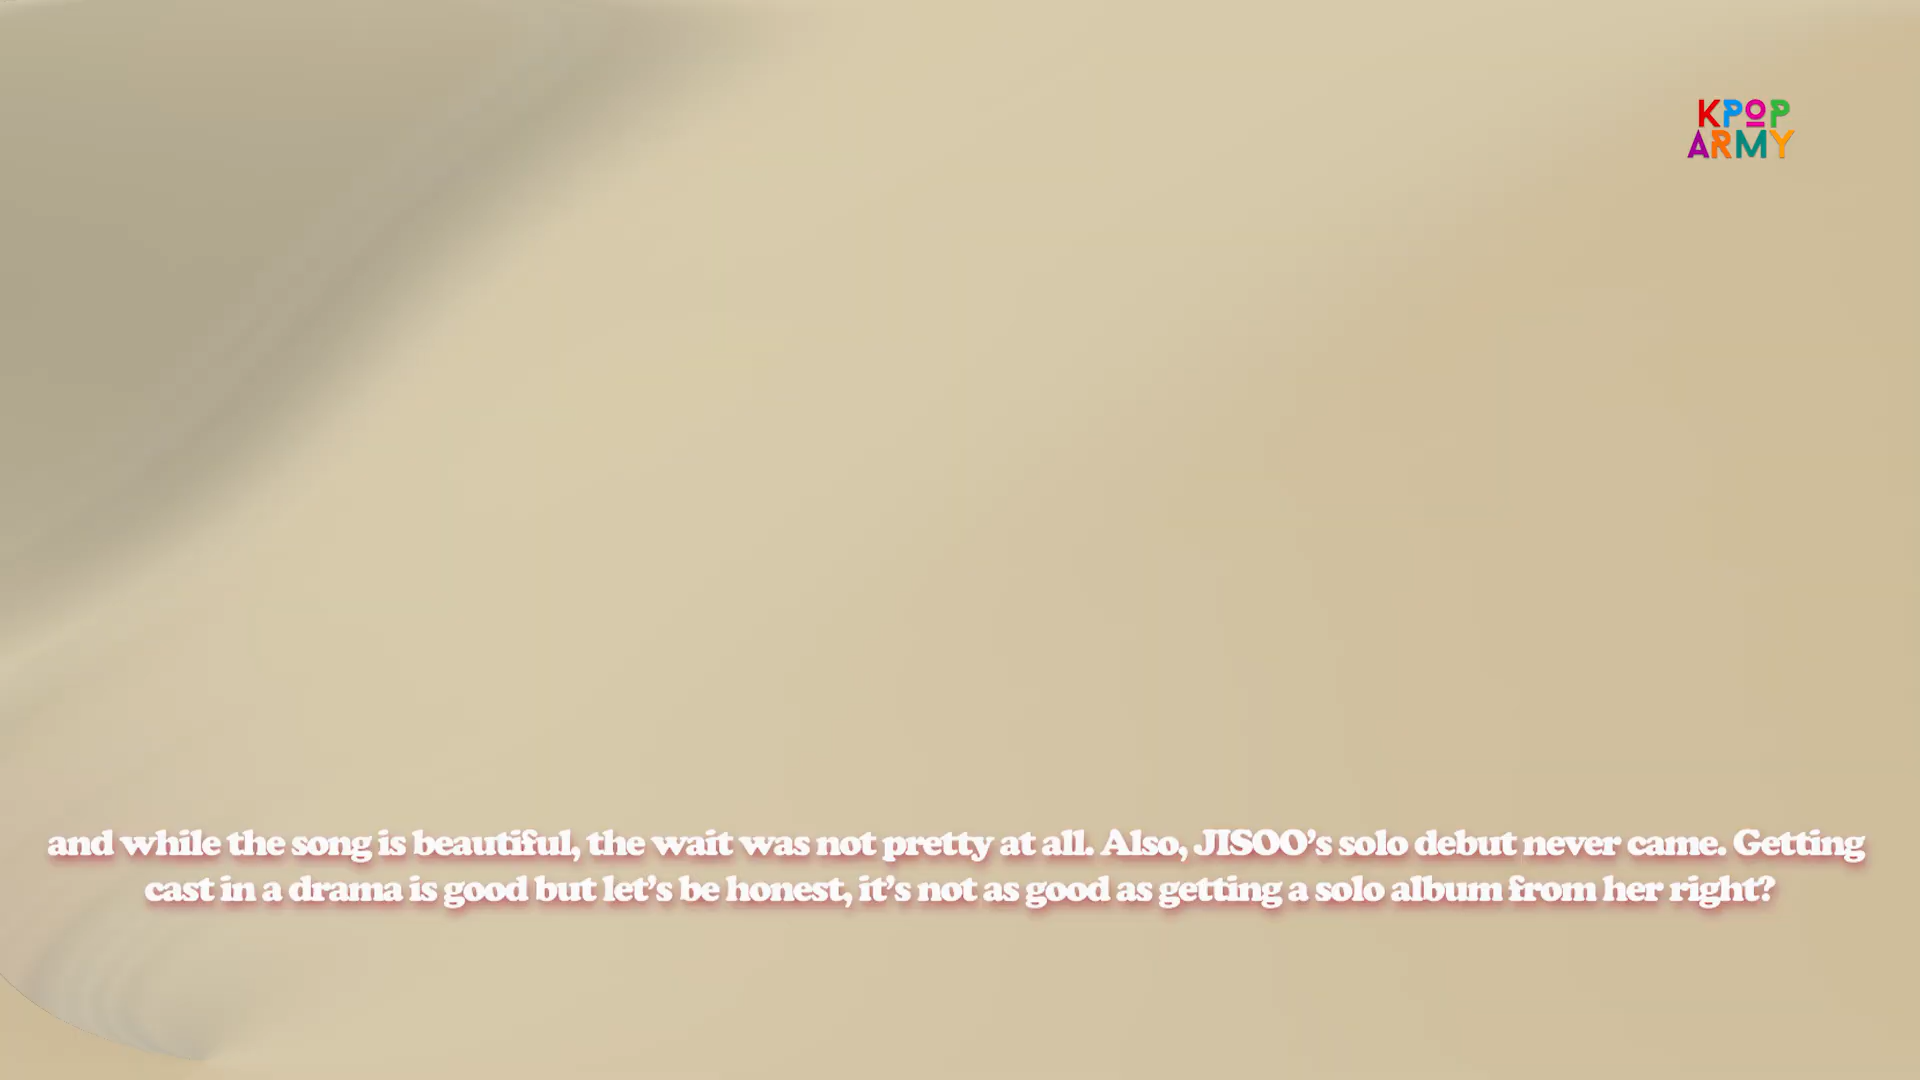 KPOP
ARMY
and while the song is beautiful, the wait was not pretty at all. Also, JISOO's solo debut never came. Getting
cast in a drama is good but let's be honest, it's not as good as getting a solo album from her right?